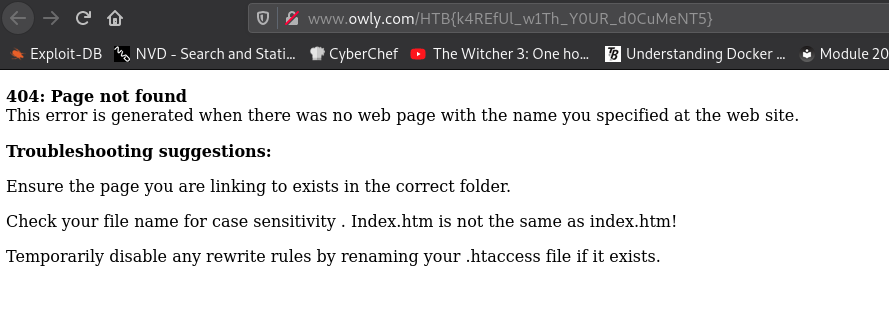 www.owly.com/HTB{k4REfUl_w1Th_Y0UR_d0CuMeNT5}
Exploit-DB NVD - Search and Stati... CyberChef The Witcher 3: One ho... TB Understanding Docker ... Module 20
404: Page not found
This error is generated when there was no web page with the name you specified at the web site.
Troubleshooting suggestions:
Ensure the page you are linking to exists in the correct folder.
Check your file name for case sensitivity . Index.htm is not the same as index.htm!
Temporarily disable any rewrite rules by renaming your .htaccess file if it exists.